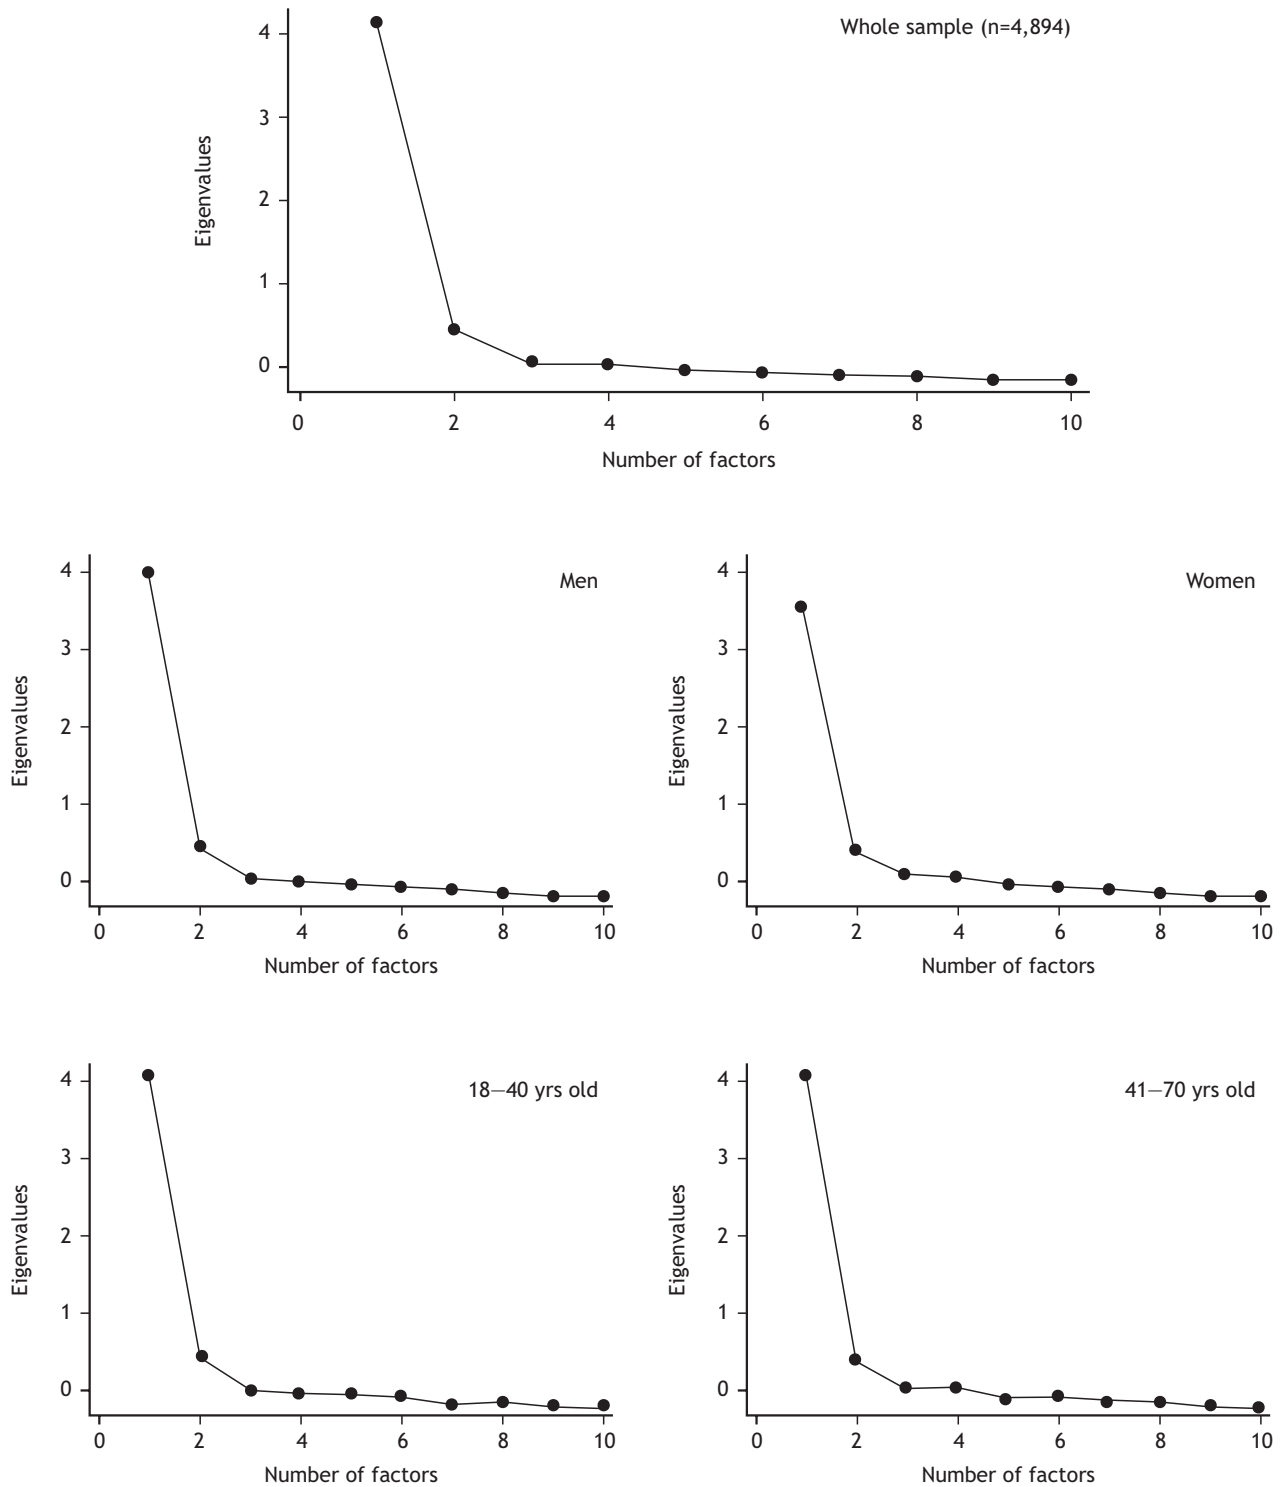 Whole sample (n=4,894)
Eigenvalues
4
3
2
1
0
0 2 4 6 8 10
Number of factors
Men
Eigenvalues
4
3
2
1
0
0 2 4 6 8 10
Number of factors
Women
Eigenvalues
4
3
2
1
0
0 2 4 6 8 10
Number of factors
18–40 yrs old
Eigenvalues
4
3
2
1
0
0 2 4 6 8 10
Number of factors
41–70 yrs old
Eigenvalues
4
3
2
1
0
0 2 4 6 8 10
Number of factors